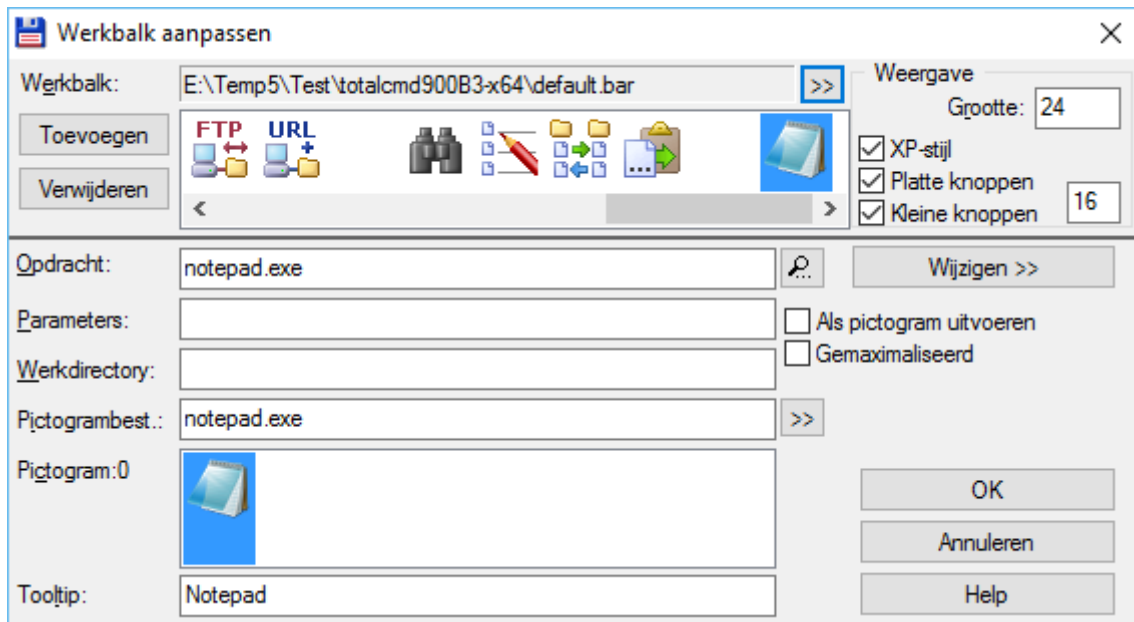 Werkbalk aanpassen
Werkbalk: E:\Temp5\Test\totalcmd900B3-x64\default.bar >>
Weergave
Grootte: 24
Toevoegen
FTP URL
XP-stijl
Verwijderen
Platte knoppen
Kleine knoppen 16
Opdracht: notepad.exe Wijzigen >>
Parameters:
Als pictogram uitvoeren
Gemaximaliseerd
Werkdirectory:
Pictogrambest.: notepad.exe >>
Pictogram:0
OK
Annuleren
Tooltip: Notepad Help